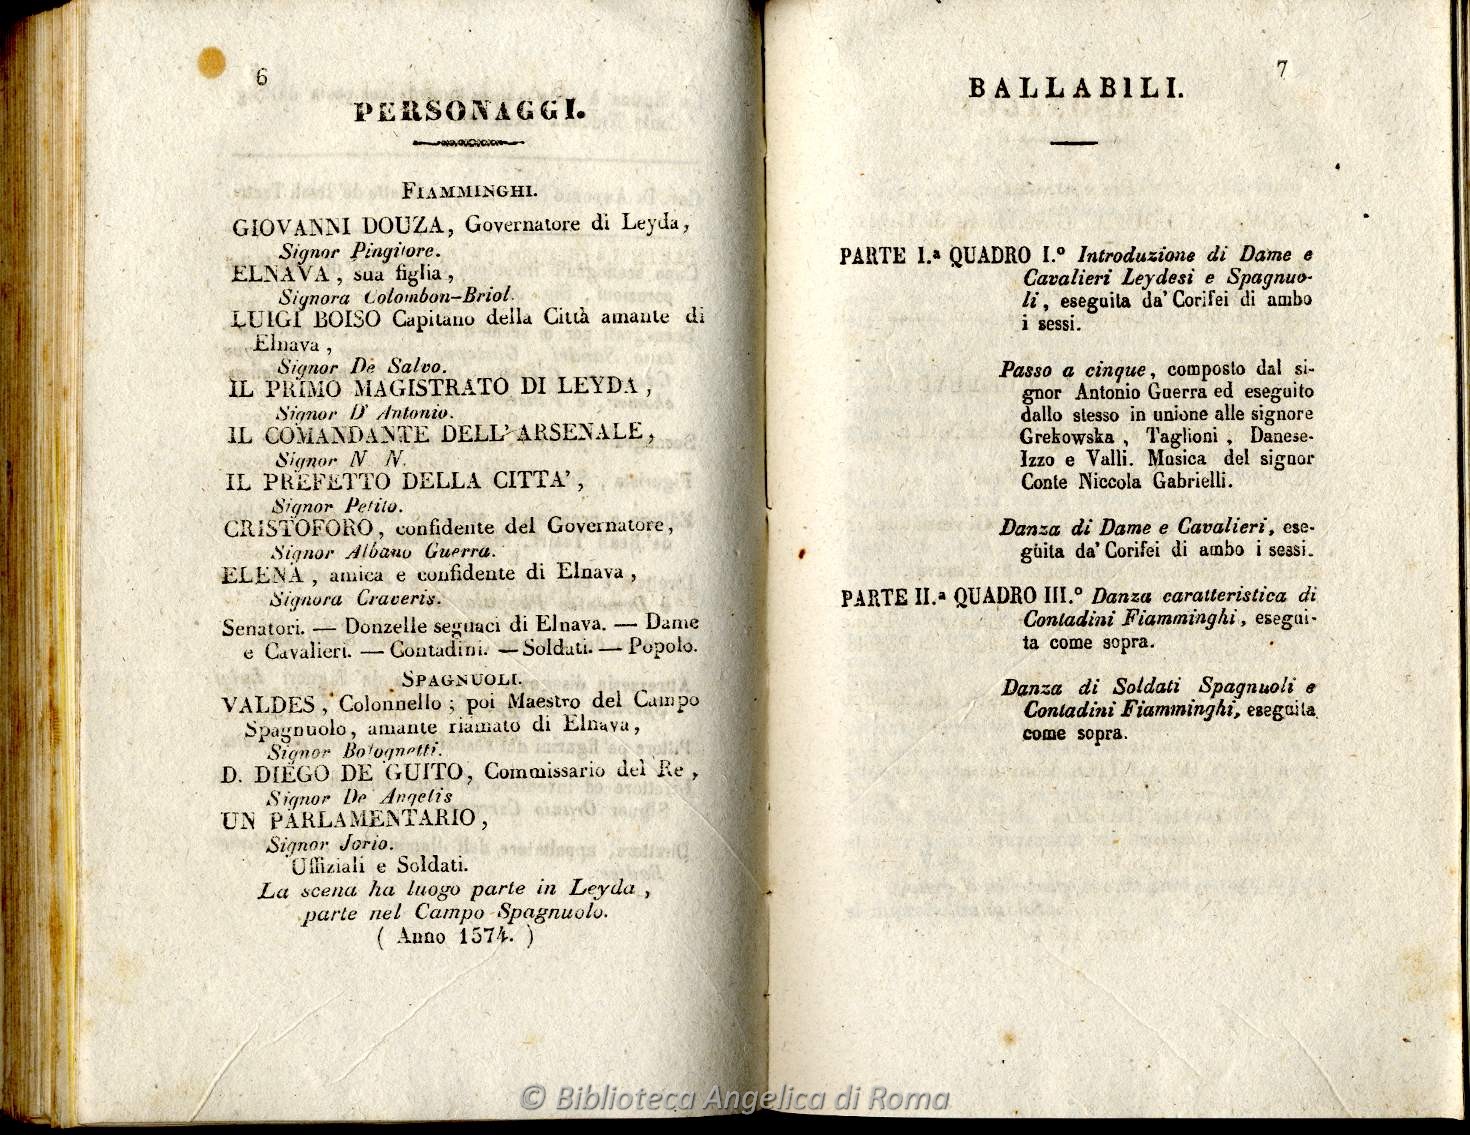 6
PERSONAGGI.
FIAMMINGHI.
GIOVANNI DOUZA, Governatore di Leyda,
Signor Pingitore.
ELNAVA, sua figlia,
Signora Colombon-Briol.
LUIGI BOISO Capitano della Città amante di
Elnava,
Signor De Salvo.
IL PRIMO MAGISTRATO DI LEYDA,
Signor D' Antonio.
IL COMANDANTE DELL' ARSENALE,
Signor N N.
IL PREFETTO DELLA CITTA',
Signor Petito.
CRISTOFORO, confidente del Governatore,
Signor Albano Guerra.
ELENA, amica e confidente di Elnava,
Signora Craveris.
Senatori. — Donzelle seguaci di Elnava. — Dame
e Cavalieri. — Contadini. — Soldati. — Popolo.
SPAGNUOLI.
VALDES, Colonnello; poi Maestro del Campo
Spagnuolo, amante riamato di Elnava,
Signor Bolognetti.
D. DIEGO DE GUITO, Commissario del Re,
Signor De Angelis
UN PARLAMENTARIO,
Signor Jorio.
Uffiziali e Soldati.
La scena ha luogo parte in Leyda,
parte nel Campo Spagnuolo.
( Anno 1574. )
7
BALLABILI.
PARTE I.ª QUADRO I.º Introduzione di Dame e
Cavalieri Leydesi e Spagnuo-
li, eseguita da' Corifei di ambo
i sessi.
Passo a cinque, composto dal si-
gnor Antonio Guerra ed eseguito
dallo stesso in unione alle signore
Grekowska, Taglioni, Danese-
Izzo e Valli. Musica del signor
Conte Niccola Gabrielli.
Danza di Dame e Cavalieri, ese-
guita da' Corifei di ambo i sessi.
PARTE II.ª QUADRO III.º Danza caratteristica di
Contadini Fiamminghi, esegui-
ta come sopra.
Danza di Soldati Spagnuoli e
Contadini Fiamminghi, eseguita
come sopra.
© Biblioteca Angelica di Roma